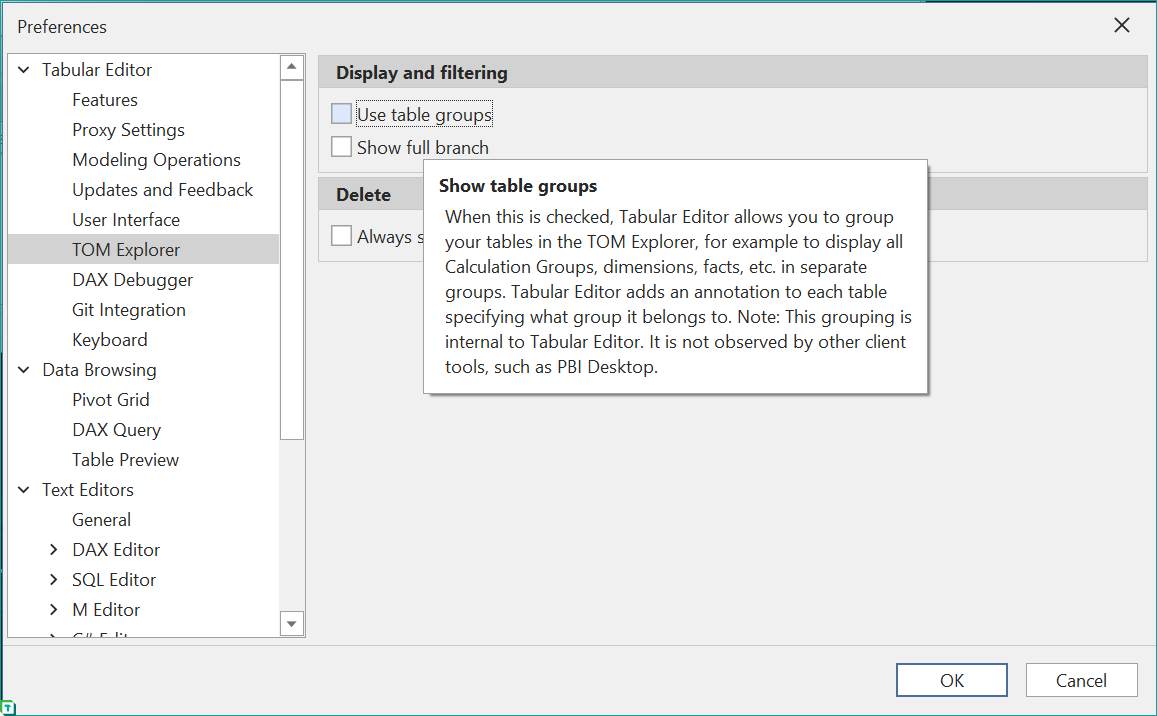 Preferences
Tabular Editor
Features
Proxy Settings
Modeling Operations
Updates and Feedback
User Interface
TOM Explorer
DAX Debugger
Git Integration
Keyboard
Data Browsing
Pivot Grid
DAX Query
Table Preview
Text Editors
General
DAX Editor
SQL Editor
M Editor
Display and filtering
Use table groups
Show full branch
Delete
Always s
Show table groups
When this is checked, Tabular Editor allows you to group
your tables in the TOM Explorer, for example to display all
Calculation Groups, dimensions, facts, etc. in separate
groups. Tabular Editor adds an annotation to each table
specifying what group it belongs to. Note: This grouping is
internal to Tabular Editor. It is not observed by other client
tools, such as PBI Desktop.
OK
Cancel